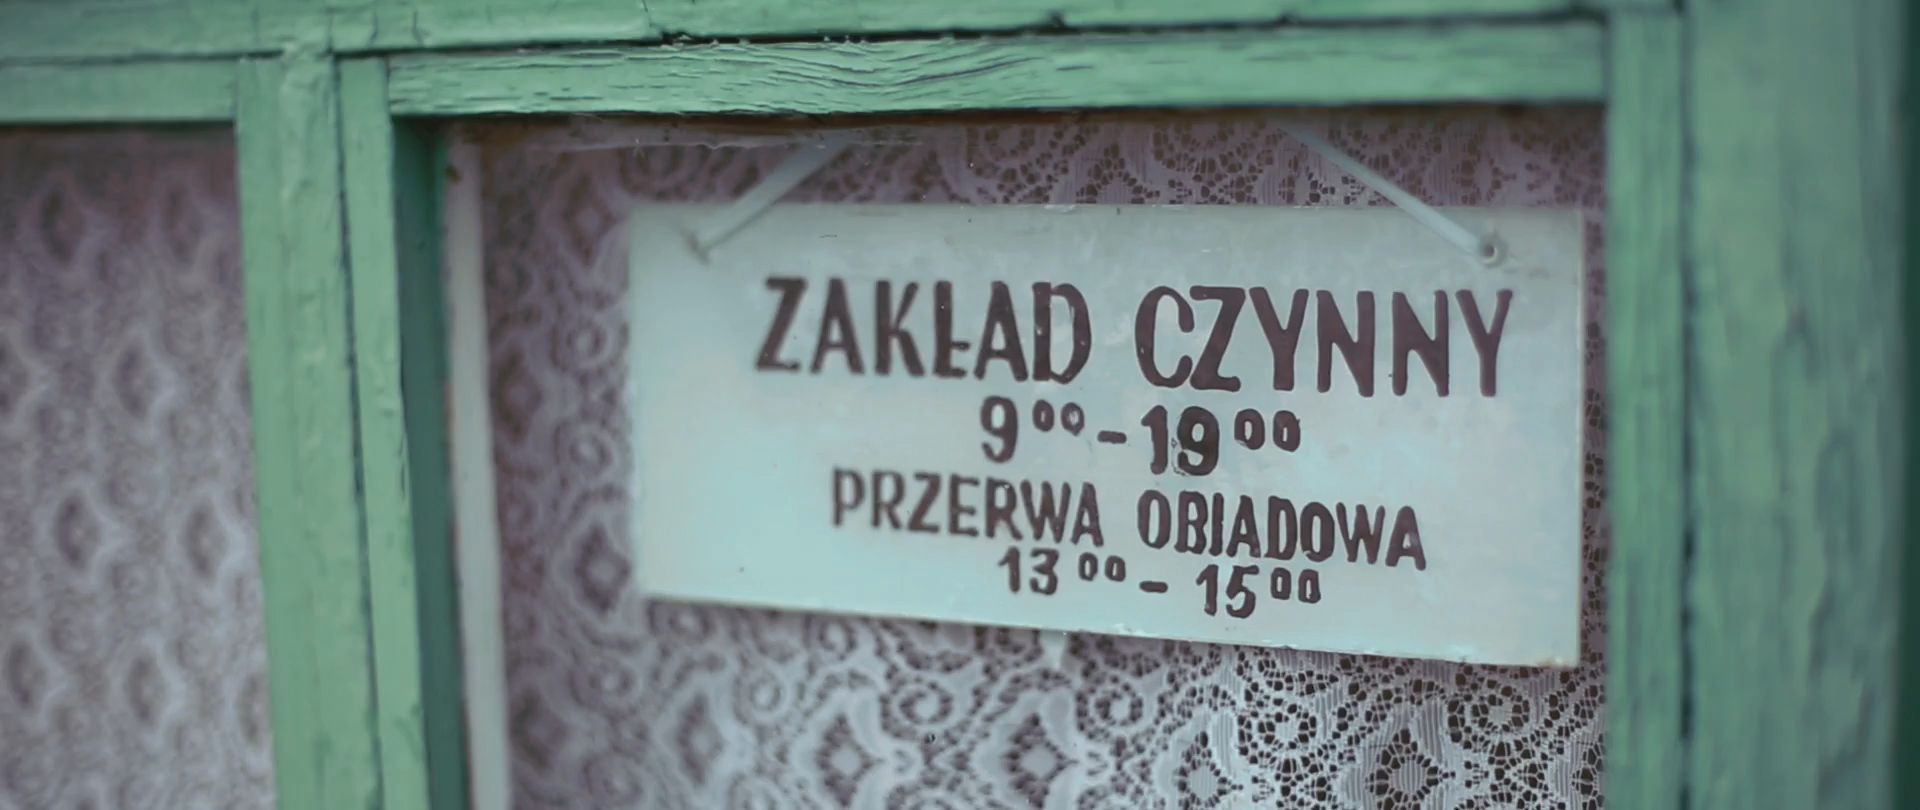 ZAKŁAD CZYNNY
9⁰⁰ - 19⁰⁰
PRZERWA OBIADOWA
13⁰⁰ - 15⁰⁰